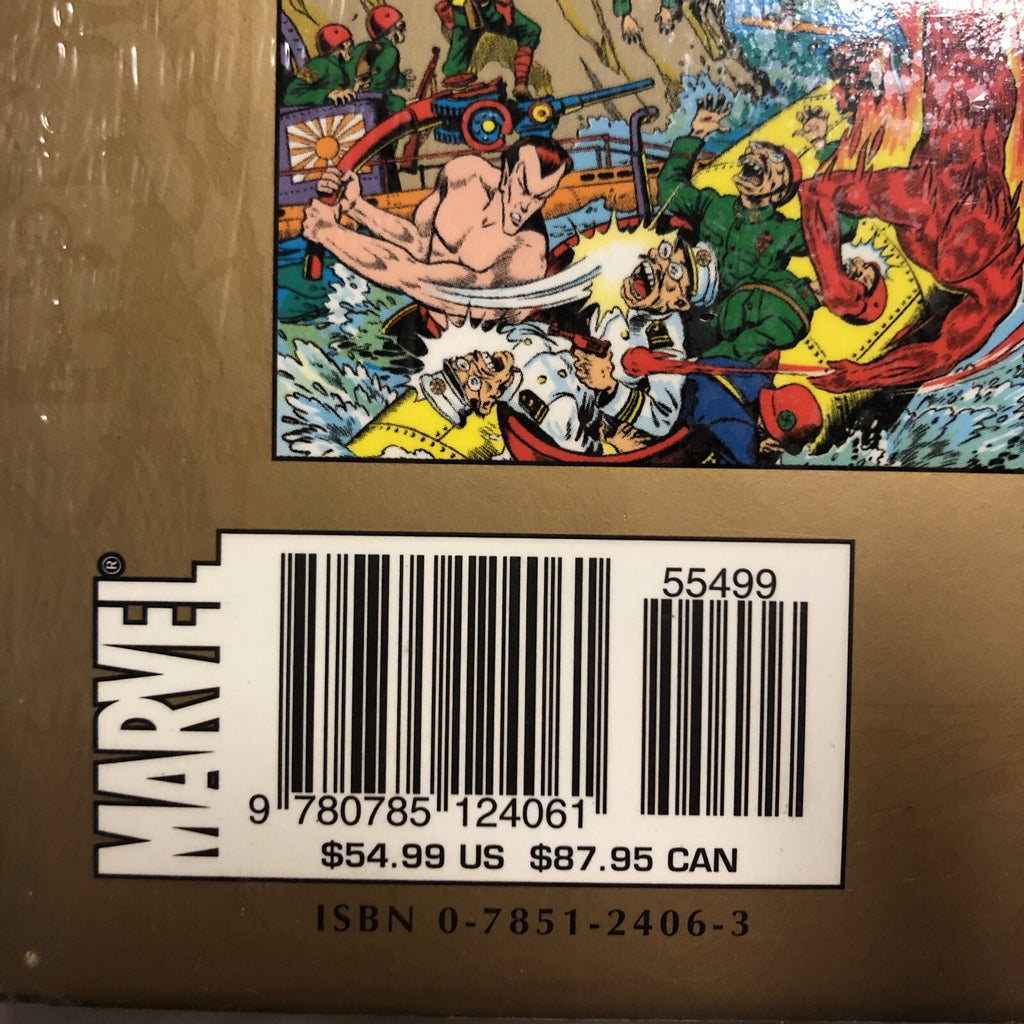 MARVEL®
55499
9 780785 124061
$54.99 US $87.95 CAN
ISBN 0-7851-2406-3